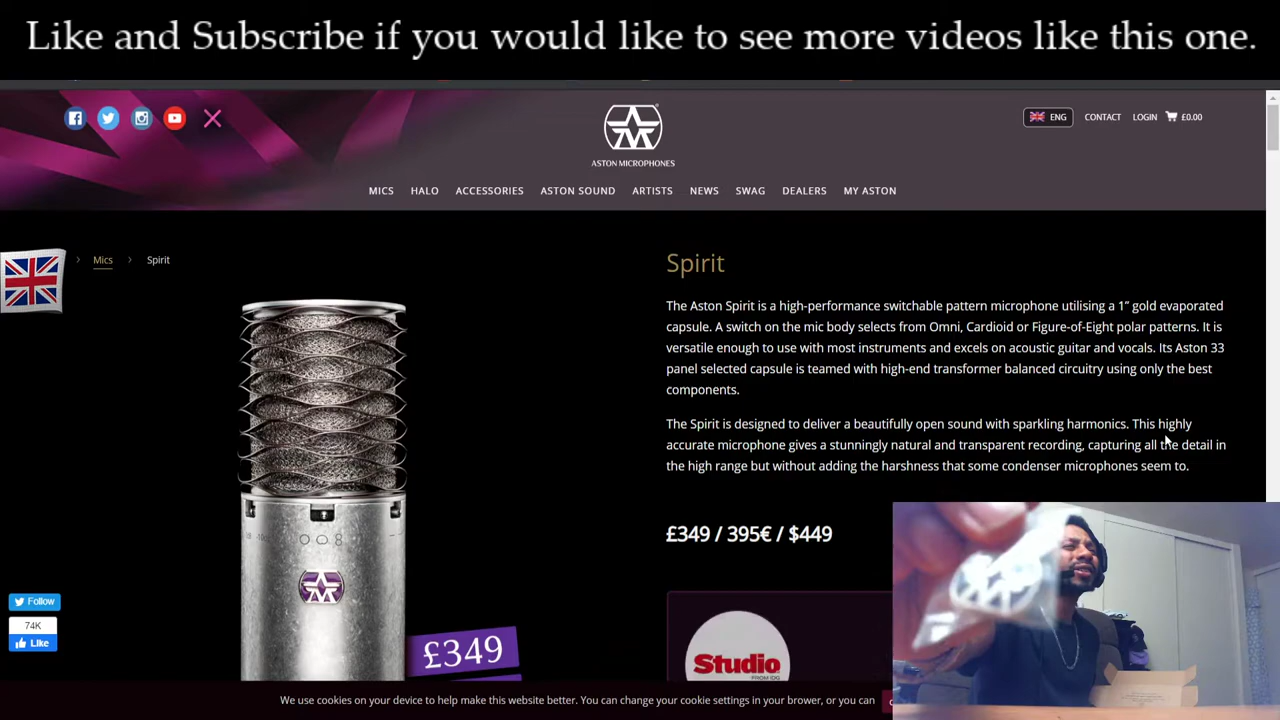 Like and Subscribe if you would like to see more videos like this one.
ENG
CONTACT
LOGIN
£0.00
ASTON MICROPHONES
MICS
HALO
ACCESSORIES
ASTON SOUND
ARTISTS
NEWS
SWAG
DEALERS
MY ASTON
Mics
Spirit
Spirit
The Aston Spirit is a high-performance switchable pattern microphone utilising a 1” gold evaporated
capsule. A switch on the mic body selects from Omni, Cardioid or Figure-of-Eight polar patterns. It is
versatile enough to use with most instruments and excels on acoustic guitar and vocals. Its Aston 33
panel selected capsule is teamed with high-end transformer balanced circuitry using only the best
components.
The Spirit is designed to deliver a beautifully open sound with sparkling harmonics. This highly
accurate microphone gives a stunningly natural and transparent recording, capturing all the detail in
the high range but without adding the harshness that some condenser microphones seem to.
£349 / 395€ / $449
Follow
74K
Like
£349
Studio
We use cookies on your device to help make this website better. You can change your cookie settings in your brower, or you can